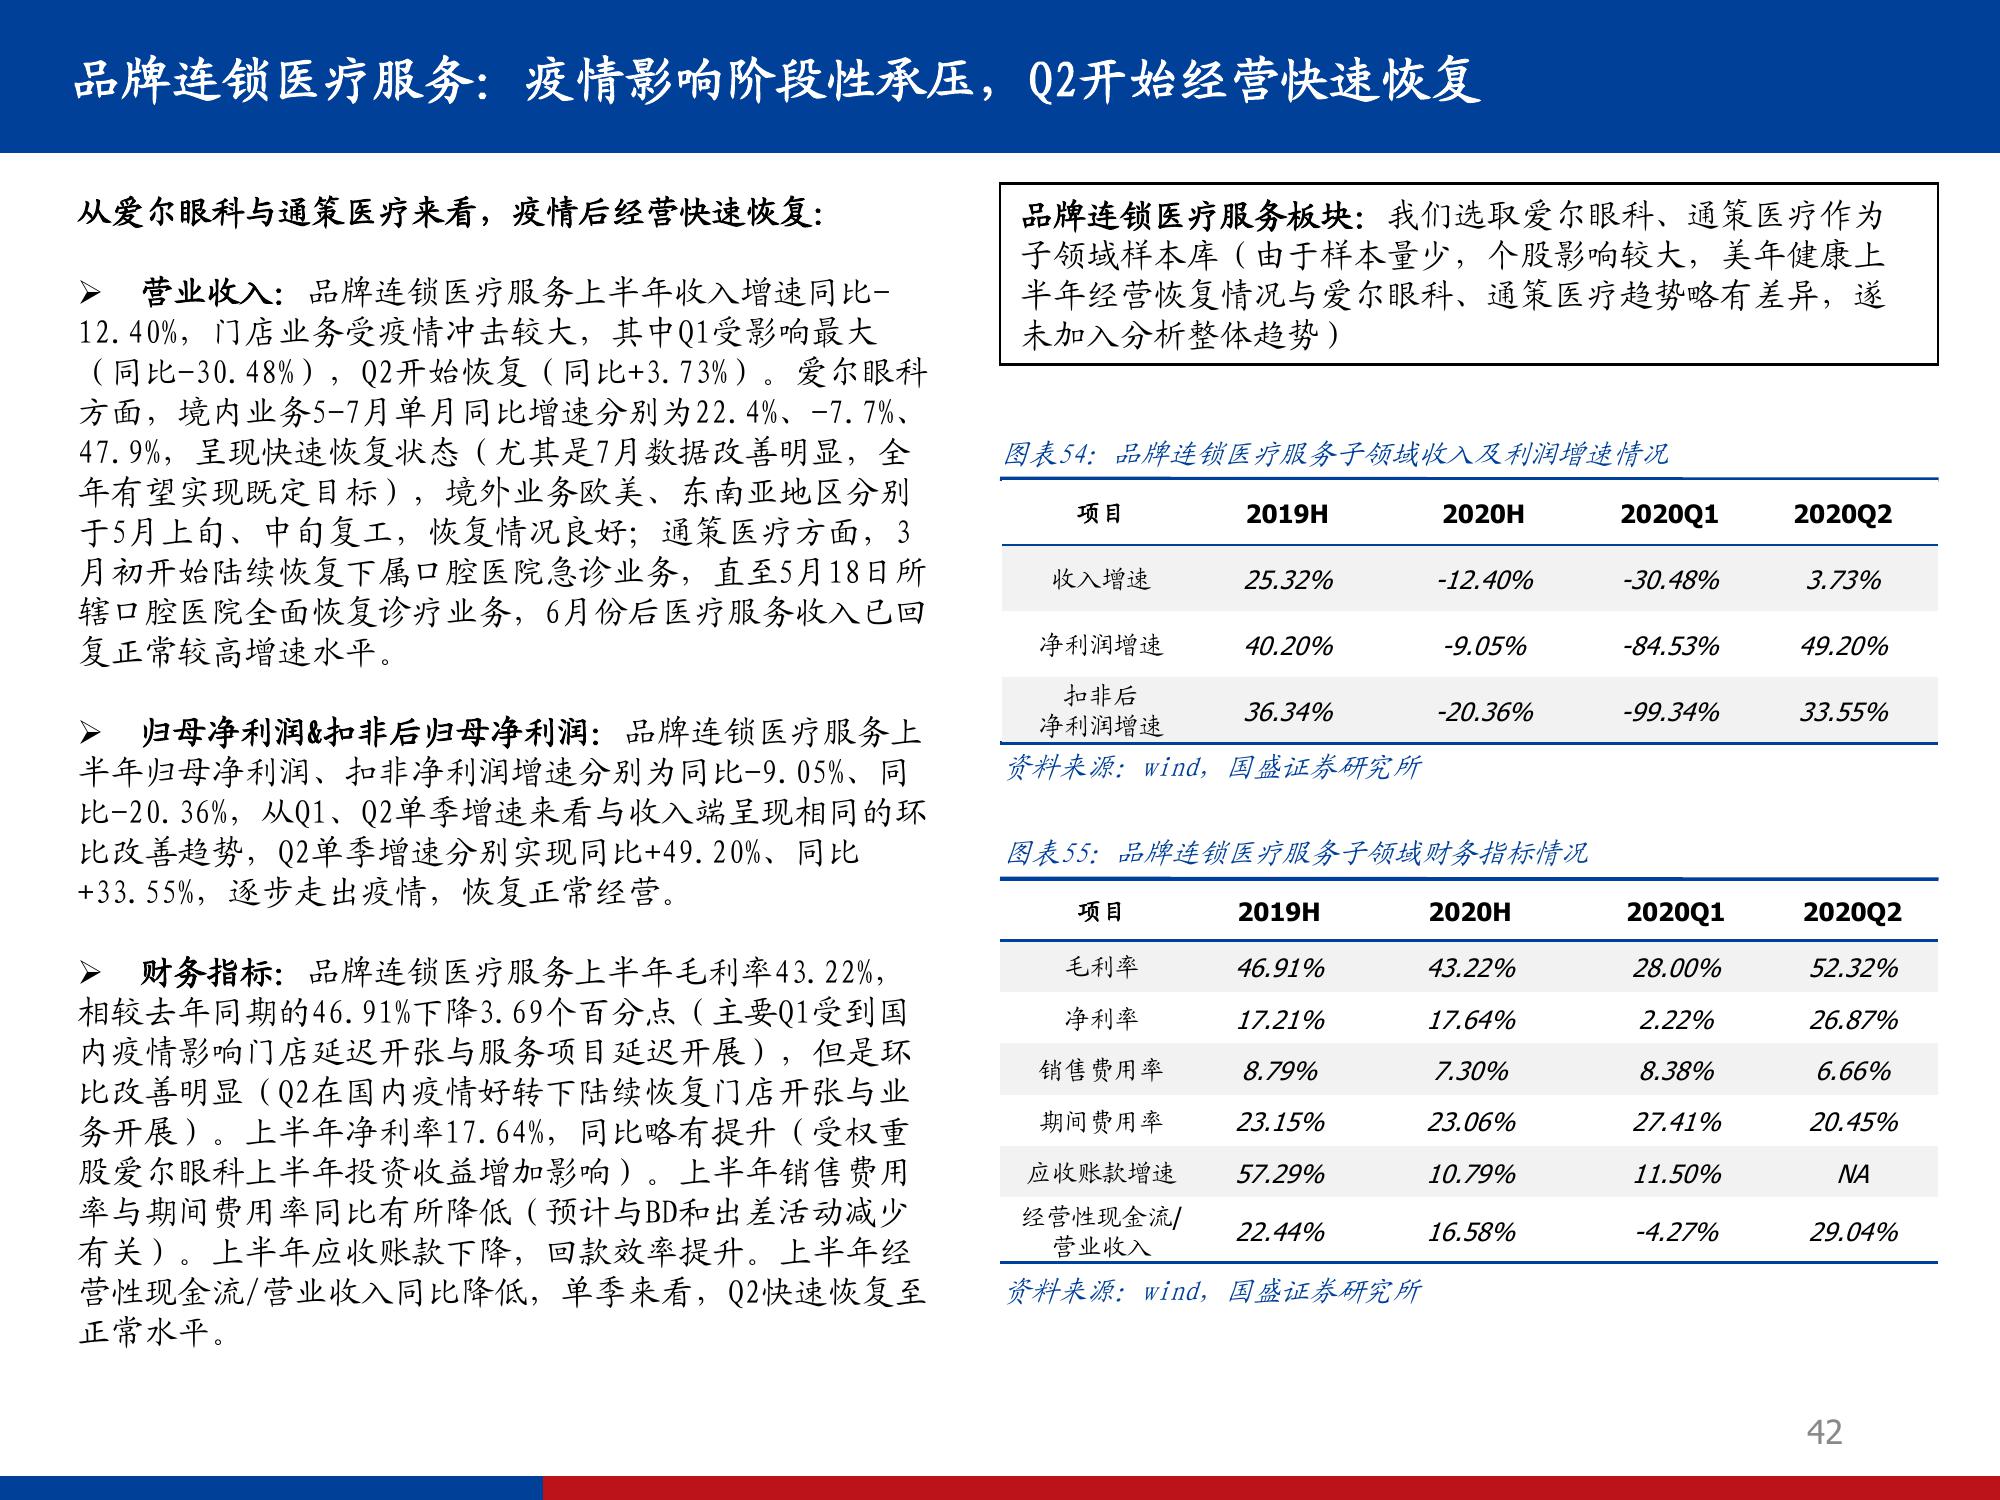 品牌连锁医疗服务：疫情影响阶段性承压，Q2开始经营快速恢复
从爱尔眼科与通策医疗来看，疫情后经营快速恢复：
➢ 营业收入：品牌连锁医疗服务上半年收入增速同比-
12.40%，门店业务受疫情冲击较大，其中Q1受影响最大
（同比-30.48%），Q2开始恢复（同比+3.73%）。爱尔眼科
方面，境内业务5-7月单月同比增速分别为22.4%、-7.7%、
47.9%，呈现快速恢复状态（尤其是7月数据改善明显，全
年有望实现既定目标），境外业务欧美、东南亚地区分别
于5月上旬、中旬复工，恢复情况良好；通策医疗方面，3
月初开始陆续恢复下属口腔医院急诊业务，直至5月18日所
辖口腔医院全面恢复诊疗业务，6月份后医疗服务收入已回
复正常较高增速水平。
➢ 归母净利润&扣非后归母净利润：品牌连锁医疗服务上
半年归母净利润、扣非净利润增速分别为同比-9.05%、同
比-20.36%，从Q1、Q2单季增速来看与收入端呈现相同的环
比改善趋势，Q2单季增速分别实现同比+49.20%、同比
+33.55%，逐步走出疫情，恢复正常经营。
➢ 财务指标：品牌连锁医疗服务上半年毛利率43.22%，
相较去年同期的46.91%下降3.69个百分点（主要Q1受到国
内疫情影响门店延迟开张与服务项目延迟开展），但是环
比改善明显（Q2在国内疫情好转下陆续恢复门店开张与业
务开展）。上半年净利率17.64%，同比略有提升（受权重
股爱尔眼科上半年投资收益增加影响）。上半年销售费用
率与期间费用率同比有所降低（预计与BD和出差活动减少
有关）。上半年应收账款下降，回款效率提升。上半年经
营性现金流/营业收入同比降低，单季来看，Q2快速恢复至
正常水平。
品牌连锁医疗服务板块：我们选取爱尔眼科、通策医疗作为
子领域样本库（由于样本量少，个股影响较大，美年健康上
半年经营恢复情况与爱尔眼科、通策医疗趋势略有差异，遂
未加入分析整体趋势）
图表54：品牌连锁医疗服务子领域收入及利润增速情况
项目 2019H 2020H 2020Q1 2020Q2
收入增速 25.32% -12.40% -30.48% 3.73%
净利润增速 40.20% -9.05% -84.53% 49.20%
扣非后
净利润增速 36.34% -20.36% -99.34% 33.55%
资料来源：wind，国盛证券研究所
图表55：品牌连锁医疗服务子领域财务指标情况
项目 2019H 2020H 2020Q1 2020Q2
毛利率 46.91% 43.22% 28.00% 52.32%
净利率 17.21% 17.64% 2.22% 26.87%
销售费用率 8.79% 7.30% 8.38% 6.66%
期间费用率 23.15% 23.06% 27.41% 20.45%
应收账款增速 57.29% 10.79% 11.50% NA
经营性现金流/
营业收入 22.44% 16.58% -4.27% 29.04%
资料来源：wind，国盛证券研究所
42